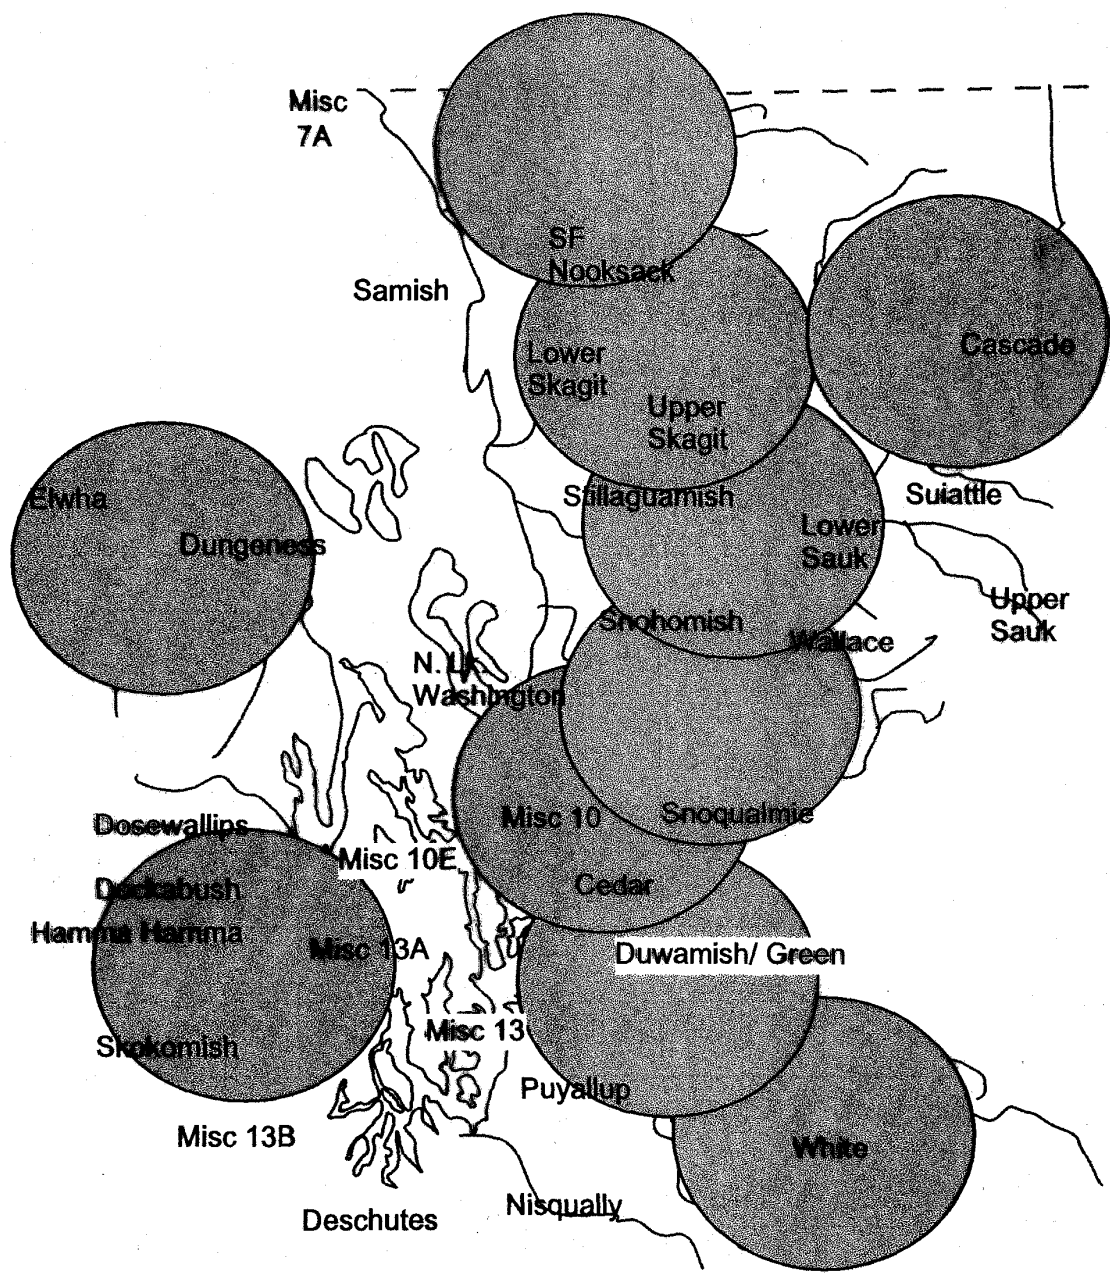 Misc
7A
SF
Nooksack
Samish
Cascade
Lower
Skagit
Upper
Skagit
Elwha
Stillaguamish
Suiattle
Lower
Sauk
Dungeness
Upper
Sauk
Snohomish
Wallace
N. Lk.
Washington
Misc 10
Snoqualmie
Dosewallips
Misc 10E
Duckabush
Cedar
Hamma Hamma
Misc 13A
Duwamish/ Green
Misc 13
Skokomish
Puyallup
Misc 13B
White
Nisqually
Deschutes